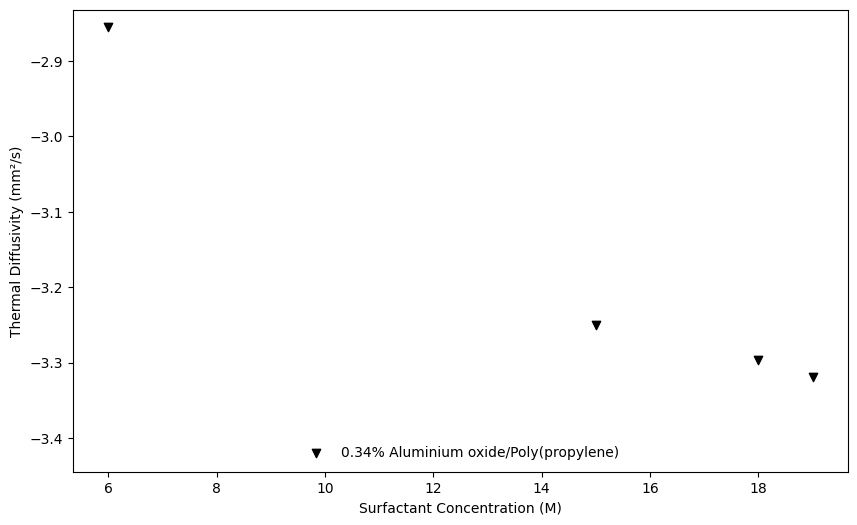 −2.9
−3.0
−3.1
−3.2
−3.3
−3.4
Thermal Diffusivity (mm²/s)
0.34% Aluminium oxide/Poly(propylene)
6 8 10 12 14 16 18
Surfactant Concentration (M)